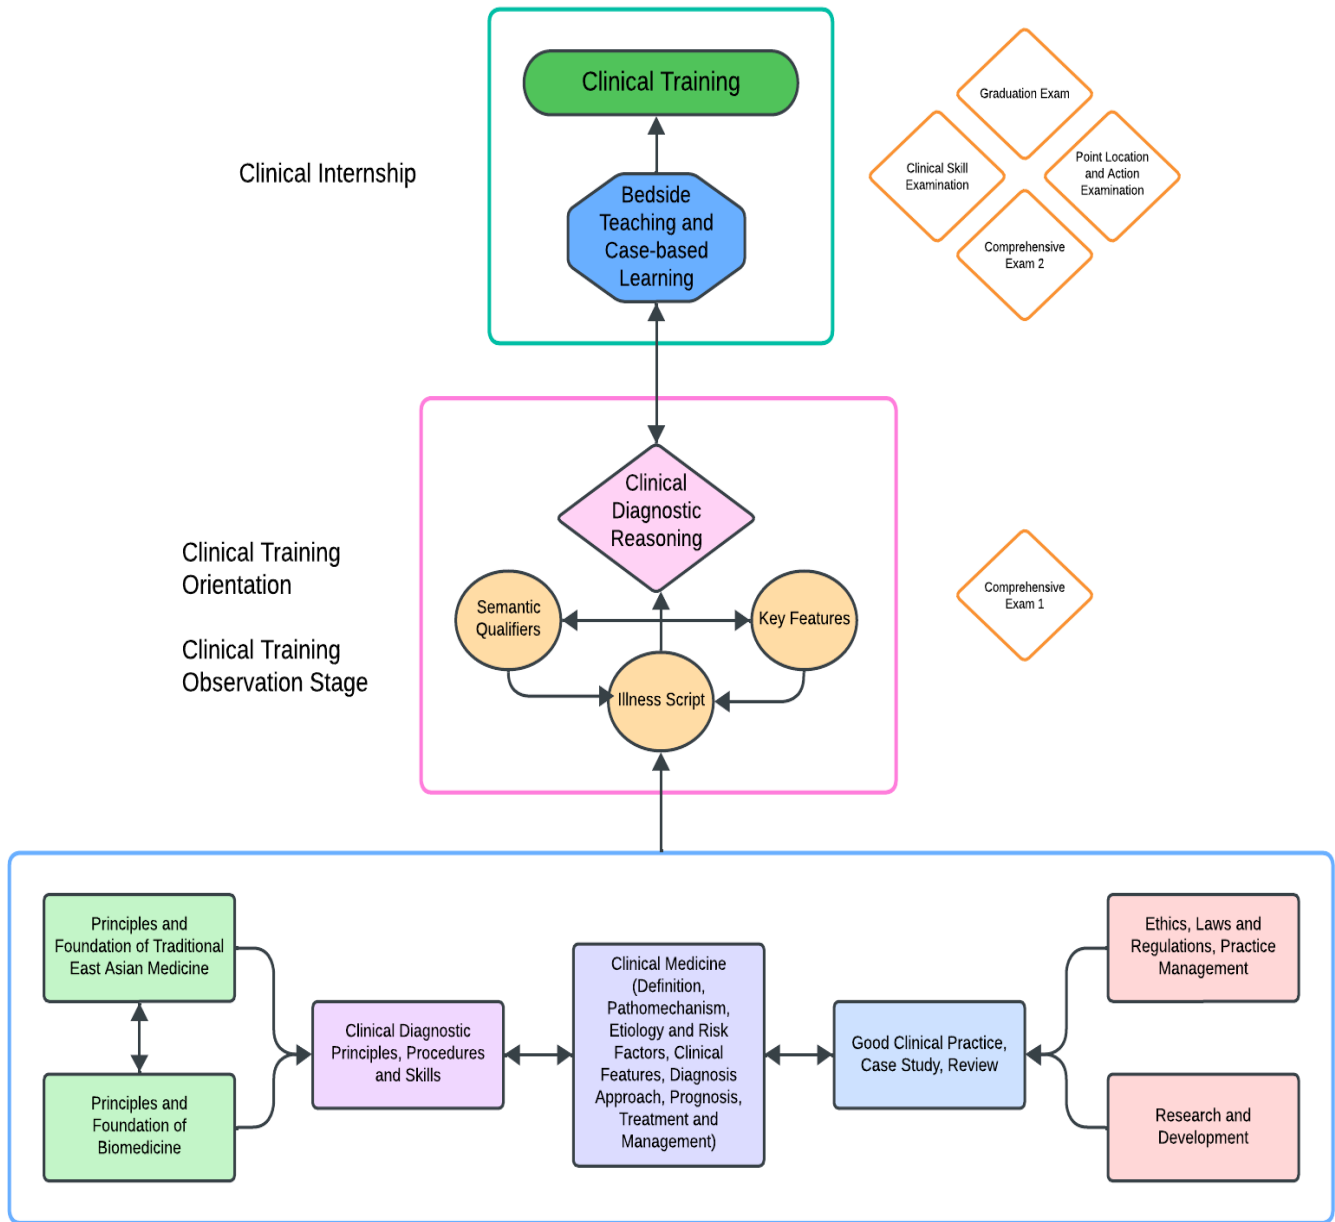 Clinical Training
Graduation Exam
Clinical Internship
Clinical Skill
Examination
Point Location
and Action
Examination
Bedside
Teaching and
Case-based
Learning
Comprehensive
Exam 2
Clinical
Diagnostic
Reasoning
Clinical Training
Orientation
Clinical Training
Observation Stage
Semantic
Qualifiers
Key Features
Illness Script
Comprehensive
Exam 1
Principles and
Foundation of Traditional
East Asian Medicine
Principles and
Foundation of
Biomedicine
Clinical Diagnostic
Principles, Procedures
and Skills
Clinical Medicine
(Definition,
Pathomechanism,
Etiology and Risk
Factors, Clinical
Features, Diagnosis
Approach, Prognosis,
Treatment and
Management)
Good Clinical Practice,
Case Study, Review
Ethics, Laws and
Regulations, Practice
Management
Research and
Development